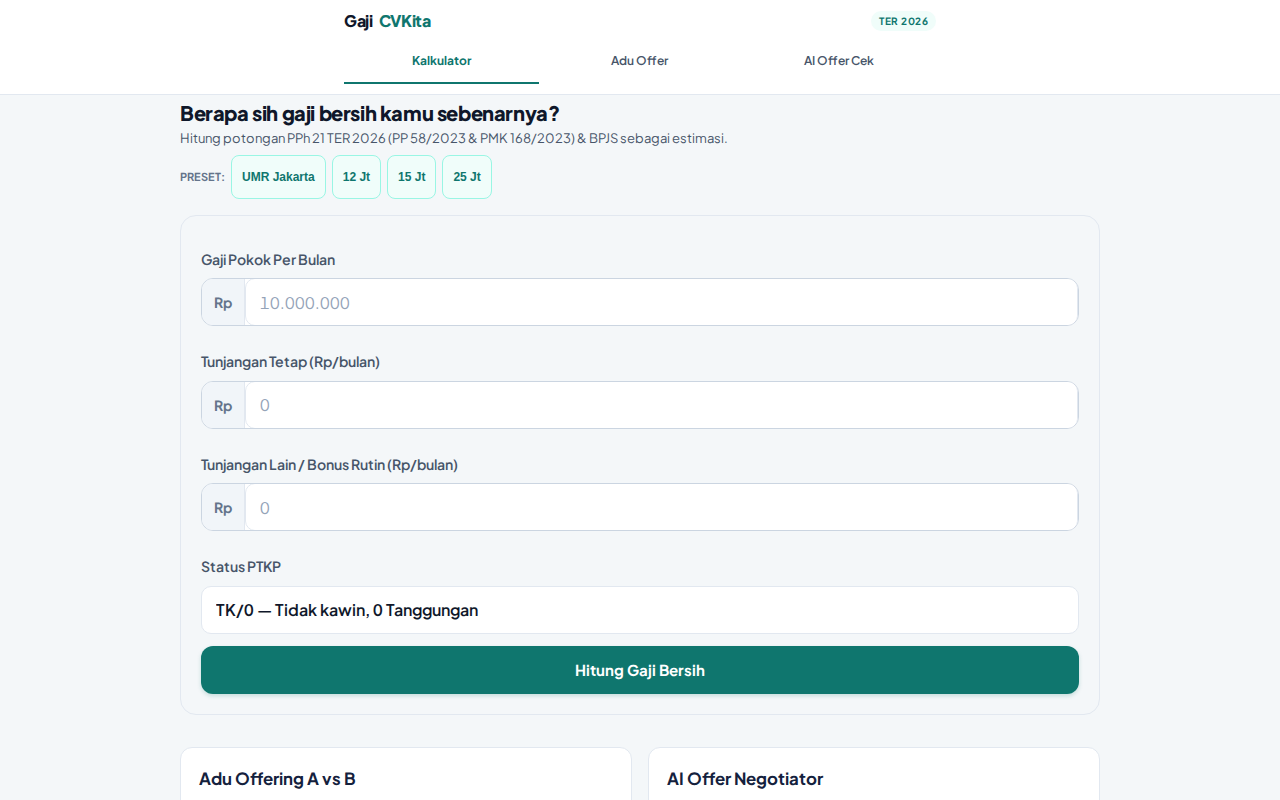 Gaji CVKita
TER 2026
Kalkulator
Adu Offer
AI Offer Cek
Berapa sih gaji bersih kamu sebenarnya?
Hitung potongan PPh 21 TER 2026 (PP 58/2023 & PMK 168/2023) & BPJS sebagai estimasi.
PRESET:
UMR Jakarta
12 Jt
15 Jt
25 Jt
Gaji Pokok Per Bulan
Rp
10.000.000
Tunjangan Tetap (Rp/bulan)
Rp
0
Tunjangan Lain / Bonus Rutin (Rp/bulan)
Rp
0
Status PTKP
TK/0 — Tidak kawin, 0 Tanggungan
Hitung Gaji Bersih
Adu Offering A vs B
AI Offer Negotiator